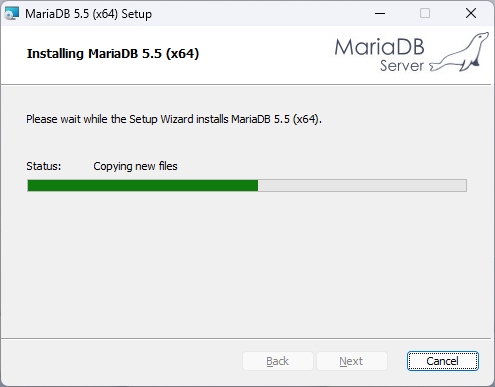 MariaDB 5.5 (x64) Setup
Installing MariaDB 5.5 (x64)
MariaDB
Server
Please wait while the Setup Wizard installs MariaDB 5.5 (x64).
Status: Copying new files
Back Next Cancel